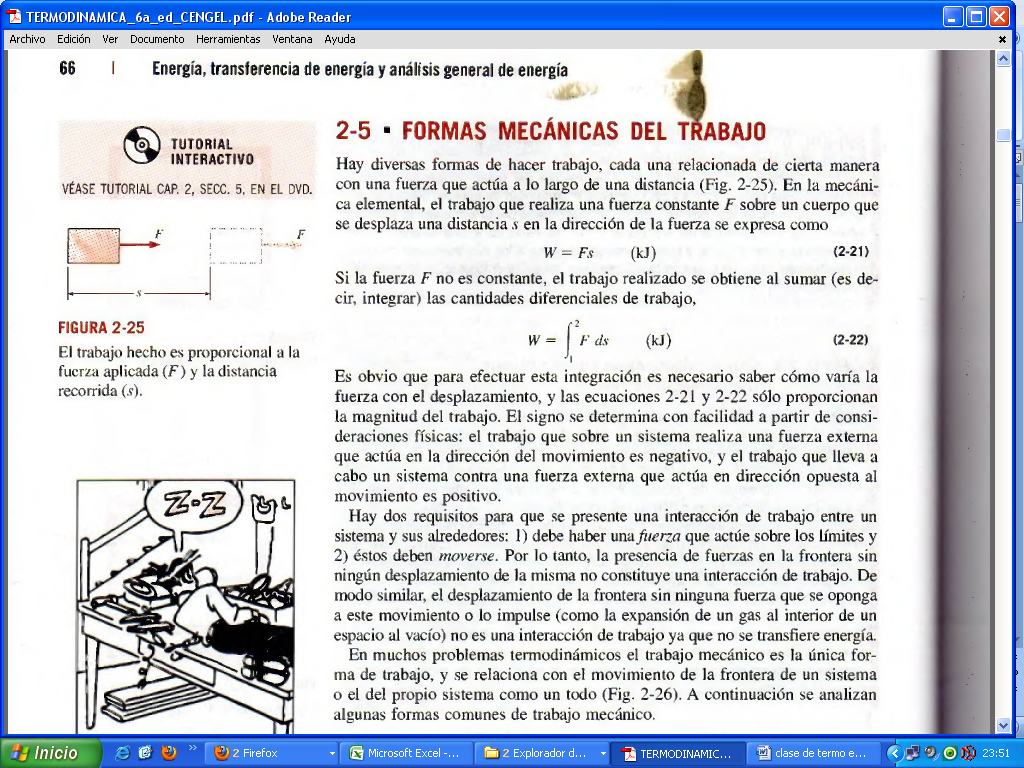 TERMODINAMICA_6a_ed_CENGEL.pdf - Adobe Reader
Archivo Edición Ver Documento Herramientas Ventana Ayuda
66 | Energía, transferencia de energía y análisis general de energía
TUTORIAL
INTERACTIVO
VÉASE TUTORIAL CAP. 2, SECC. 5, EN EL DVD.
F F
s
FIGURA 2-25
El trabajo hecho es proporcional a la
fuerza aplicada (F) y la distancia
recorrida (s).
Z-Z
2-5 ▪ FORMAS MECÁNICAS DEL TRABAJO
Hay diversas formas de hacer trabajo, cada una relacionada de cierta manera
con una fuerza que actúa a lo largo de una distancia (Fig. 2-25). En la mecáni-
ca elemental, el trabajo que realiza una fuerza constante F sobre un cuerpo que
se desplaza una distancia s en la dirección de la fuerza se expresa como
W = Fs (kJ) (2-21)
Si la fuerza F no es constante, el trabajo realizado se obtiene al sumar (es de-
cir, integrar) las cantidades diferenciales de trabajo,
W = ∫₁² F ds (kJ) (2-22)
Es obvio que para efectuar esta integración es necesario saber cómo varía la
fuerza con el desplazamiento, y las ecuaciones 2-21 y 2-22 sólo proporcionan
la magnitud del trabajo. El signo se determina con facilidad a partir de consi-
deraciones físicas: el trabajo que sobre un sistema realiza una fuerza externa
que actúa en la dirección del movimiento es negativo, y el trabajo que lleva a
cabo un sistema contra una fuerza externa que actúa en dirección opuesta al
movimiento es positivo.
Hay dos requisitos para que se presente una interacción de trabajo entre un
sistema y sus alrededores: 1) debe haber una fuerza que actúe sobre los límites y
2) éstos deben moverse. Por lo tanto, la presencia de fuerzas en la frontera sin
ningún desplazamiento de la misma no constituye una interacción de trabajo. De
modo similar, el desplazamiento de la frontera sin ninguna fuerza que se oponga
a este movimiento o lo impulse (como la expansión de un gas al interior de un
espacio al vacío) no es una interacción de trabajo ya que no se transfiere energía.
En muchos problemas termodinámicos el trabajo mecánico es la única for-
ma de trabajo, y se relaciona con el movimiento de la frontera de un sistema
o el del propio sistema como un todo (Fig. 2-26). A continuación se analizan
algunas formas comunes de trabajo mecánico.
Inicio » 2 Firefox Microsoft Excel -... 2 Explorador d... TERMODINAMIC... clase de termo e... 23:51